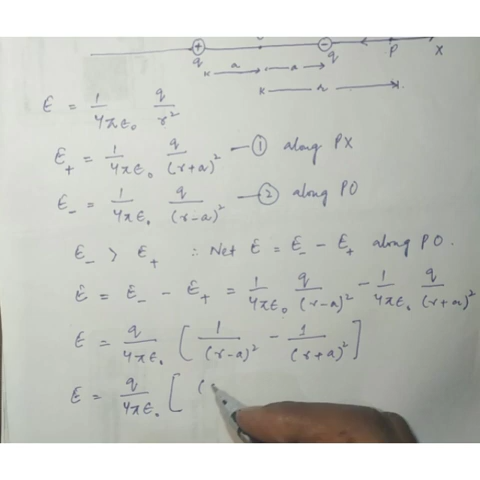 + − P X
q a a q
r
E = 1/4πε₀ q/r²
E₊ = 1/4πε₀ q/(r+a)² — ① along PX
E₋ = 1/4πε₀ q/(r−a)² — ② along PO
E₋ > E₊ ∴ Net E = E₋ − E₊ along PO.
E = E₋ − E₊ = 1/4πε₀ q/(r−a)² − 1/4πε₀ q/(r+a)²
E = q/4πε₀ [ 1/(r−a)² − 1/(r+a)² ]
E = q/4πε₀ [ (